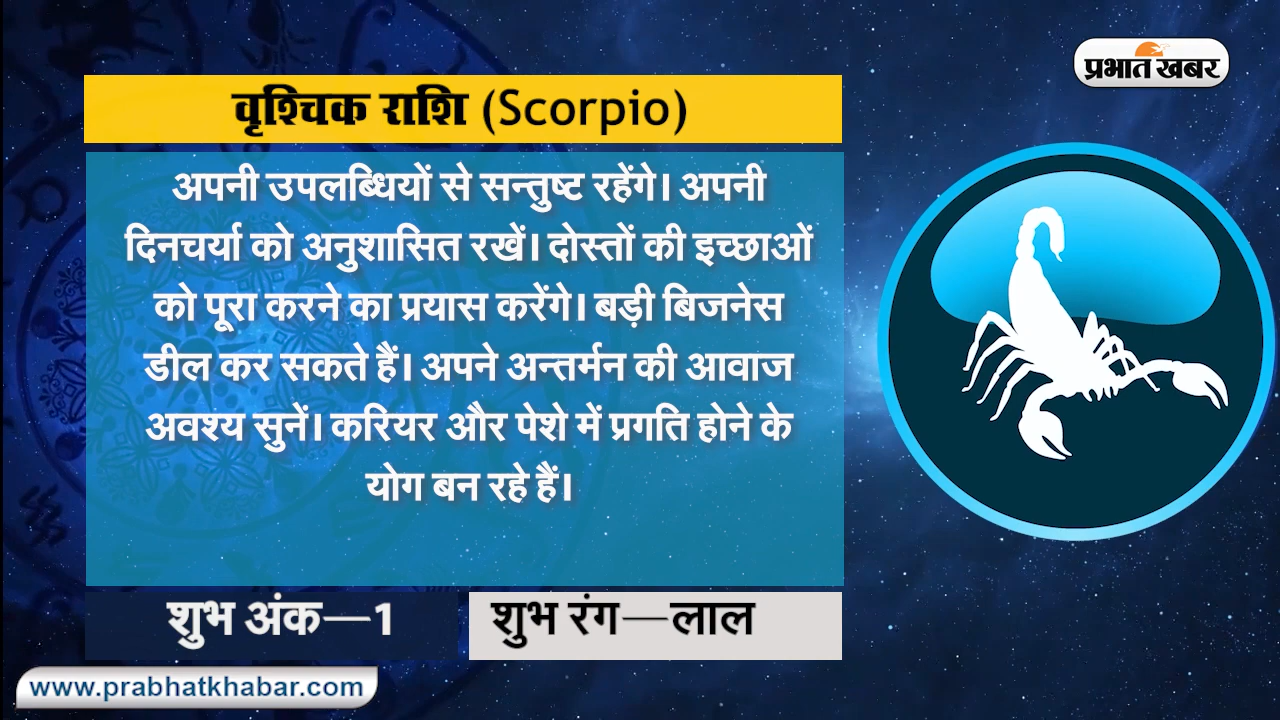 प्रभात खबर
वृश्चिक राशि (Scorpio)
अपनी उपलब्धियों से सन्तुष्ट रहेंगे। अपनी
दिनचर्या को अनुशासित रखें। दोस्तों की इच्छाओं
को पूरा करने का प्रयास करेंगे। बड़ी बिजनेस
डील कर सकते हैं। अपने अन्तर्मन की आवाज
अवश्य सुनें। करियर और पेशे में प्रगति होने के
योग बन रहे हैं।
शुभ अंक—1
शुभ रंग—लाल
www.prabhatkhabar.com